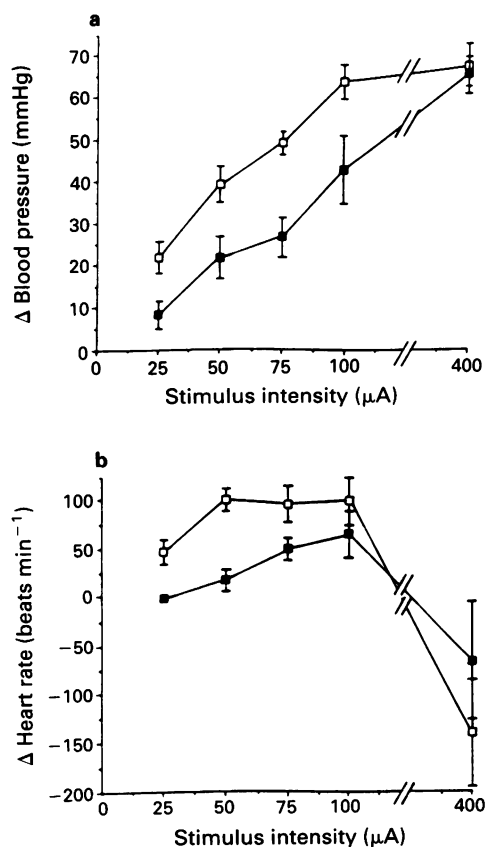 a
Δ Blood pressure (mmHg)
70
60
50
40
30
20
10
0
0 25 50 75 100 400
Stimulus intensity (μA)
b
Δ Heart rate (beats min⁻¹)
100
50
0
−50
−100
−150
−200
0 25 50 75 100 400
Stimulus intensity (μA)